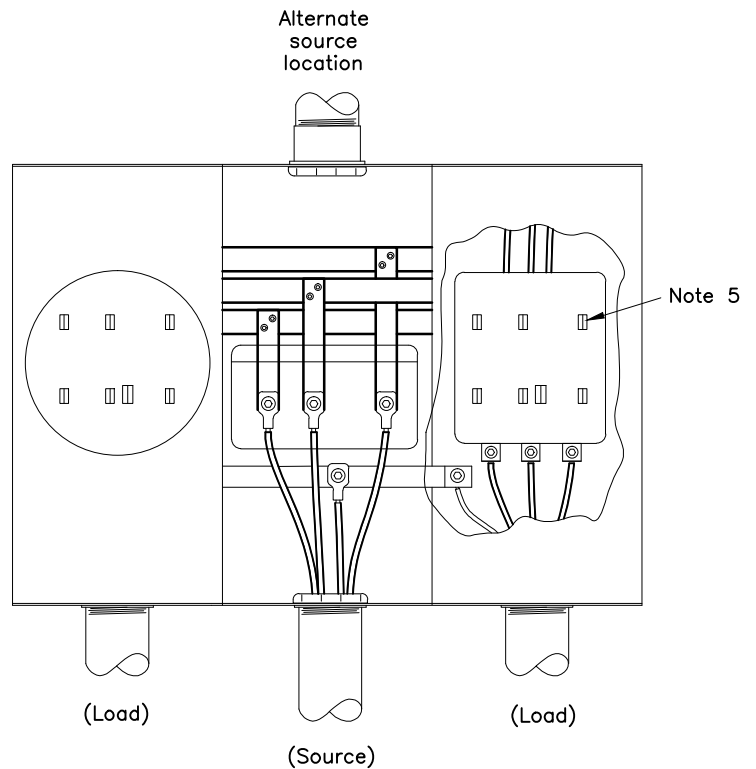 Alternate
source
location
Note 5
(Load)
(Source)
(Load)